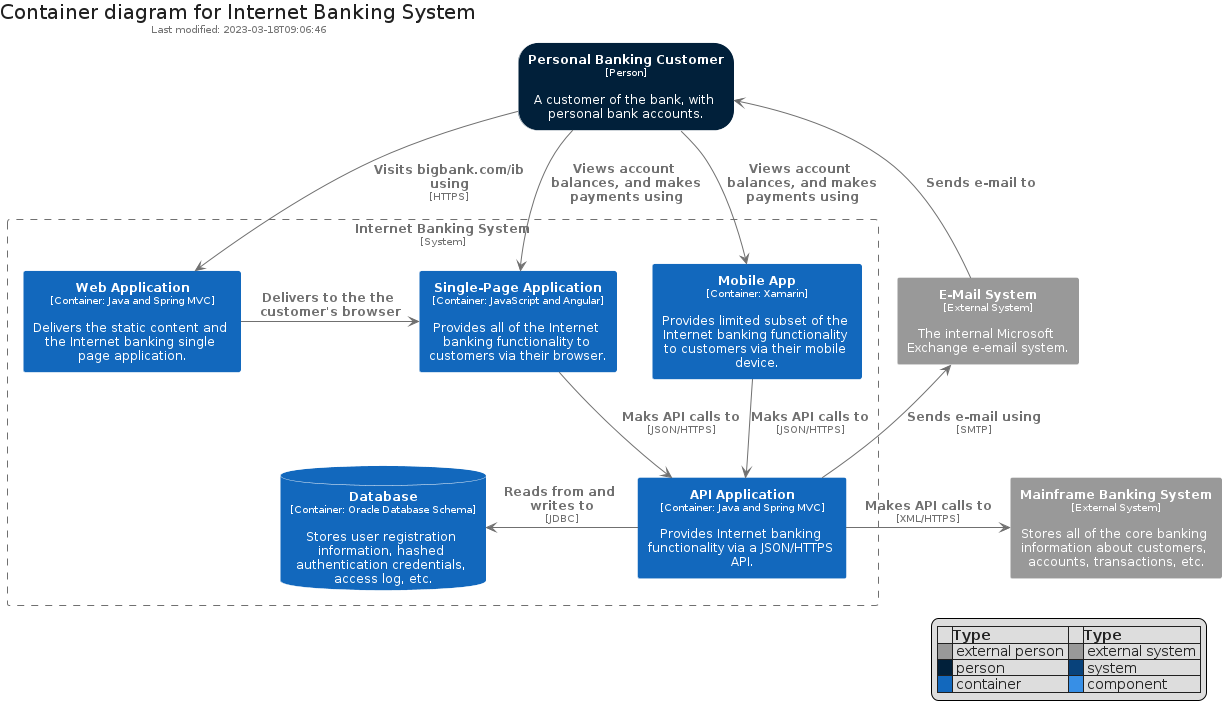 Container diagram for Internet Banking System
Last modified: 2023-03-18T09:06:46
Personal Banking Customer
[Person]
A customer of the bank, with
personal bank accounts.
Visits bigbank.com/ib
using
[HTTPS]
Views account
balances, and makes
payments using
Views account
balances, and makes
payments using
Sends e-mail to
Internet Banking System
[System]
Web Application
[Container: Java and Spring MVC]
Delivers the static content and
the Internet banking single
page application.
Delivers to the the
customer's browser
Single-Page Application
[Container: JavaScript and Angular]
Provides all of the Internet
banking functionality to
customers via their browser.
Mobile App
[Container: Xamarin]
Provides limited subset of the
Internet banking functionality
to customers via their mobile
device.
E-Mail System
[External System]
The internal Microsoft
Exchange e-email system.
Maks API calls to
[JSON/HTTPS]
Maks API calls to
[JSON/HTTPS]
Sends e-mail using
[SMTP]
Database
[Container: Oracle Database Schema]
Stores user registration
information, hashed
authentication credentials,
access log, etc.
Reads from and
writes to
[JDBC]
API Application
[Container: Java and Spring MVC]
Provides Internet banking
functionality via a JSON/HTTPS
API.
Makes API calls to
[XML/HTTPS]
Mainframe Banking System
[External System]
Stores all of the core banking
information about customers,
accounts, transactions, etc.
Type Type
external person external system
person system
container component